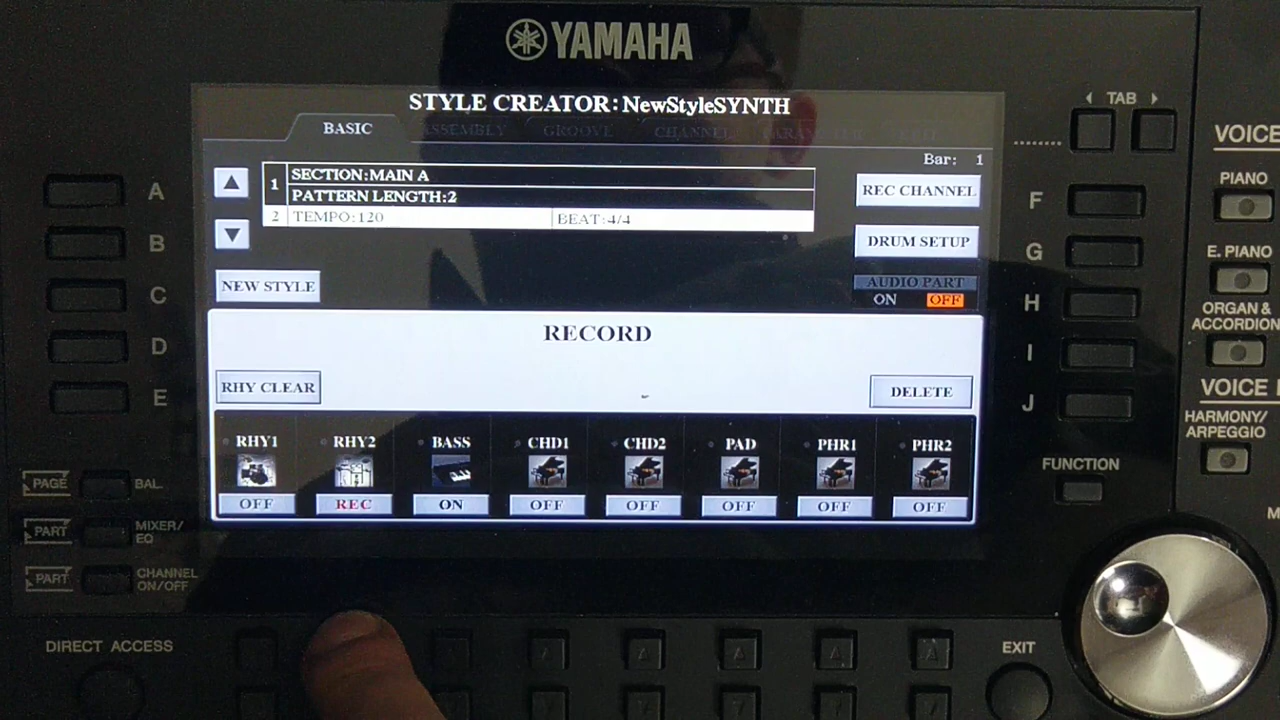 YAMAHA
STYLE CREATOR:NewStyleSYNTH
TAB
BASIC ASSEMBLY GROOVE CHANNEL
Bar: 1
1 SECTION:MAIN A
PATTERN LENGTH:2
2 TEMPO:120 BEAT:4/4
REC CHANNEL
DRUM SETUP
NEW STYLE
AUDIO PART
ON OFF
RECORD
RHY CLEAR
DELETE
RHY1 RHY2 BASS CHD1 CHD2 PAD PHR1 PHR2
OFF REC ON OFF OFF OFF OFF OFF
A
B
C
D
E
F
G
H
I
J
VOICE
PIANO
E. PIANO
ORGAN &
ACCORDION
VOICE
HARMONY/
ARPEGGIO
FUNCTION
PAGE BAL.
PART MIXER/
EQ
PART CHANNEL
ON/OFF
DIRECT ACCESS
EXIT